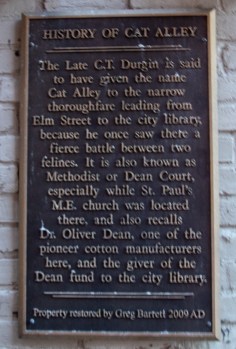 HISTORY OF CAT ALLEY
The Late C.T. Durgin is said
to have given the name
Cat Alley to the narrow
thoroughfare leading from
Elm Street to the city library,
because he once saw there a
fierce battle between two
felines. It is also known as
Methodist or Dean Court,
especially while St. Paul's
M.E. church was located
there, and also recalls
Dr. Oliver Dean, one of the
pioneer cotton manufacturers
here, and the giver of the
Dean fund to the city library.
Property restored by Greg Barrett 2009 AD